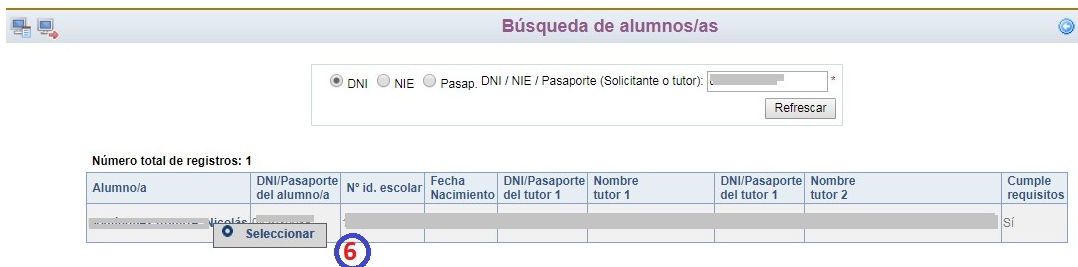 Búsqueda de alumnos/as
DNI NIE Pasap. DNI / NIE / Pasaporte (Solicitante o tutor): *
Refrescar
Número total de registros: 1
Alumno/a DNI/Pasaporte del alumno/a Nº id. escolar Fecha Nacimiento DNI/Pasaporte del tutor 1 Nombre tutor 1 DNI/Pasaporte del tutor 1 Nombre tutor 2 Cumple requisitos
Nicolás Sí
Seleccionar
6